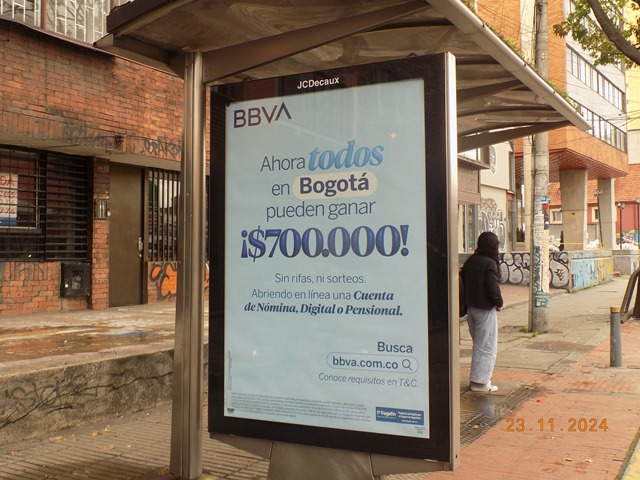 JCDecaux
BBVA
Ahora todos
en Bogotá
pueden ganar
¡$700.000!
Sin rifas, ni sorteos.
Abriendo en línea una Cuenta
de Nómina, Digital o Pensional.
Busca
bbva.com.co
Conoce requisitos en T&C.
Fogafín
23.11.2024